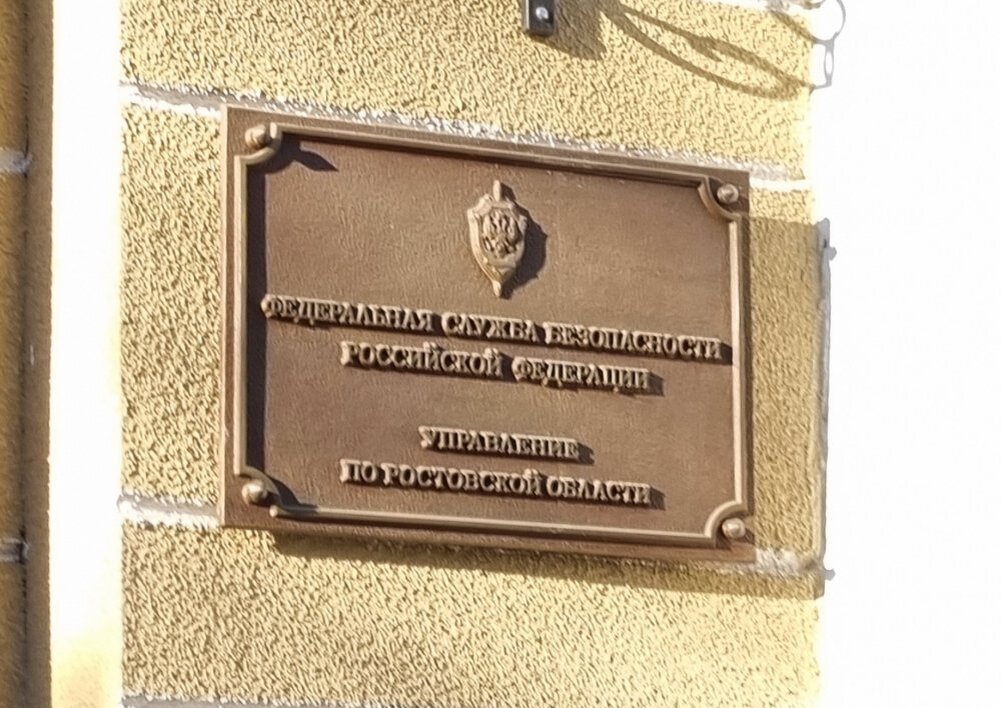 ФЕДЕРАЛЬНАЯ СЛУЖБА БЕЗОПАСНОСТИ
РОССИЙСКОЙ ФЕДЕРАЦИИ
УПРАВЛЕНИЕ
ПО РОСТОВСКОЙ ОБЛАСТИ